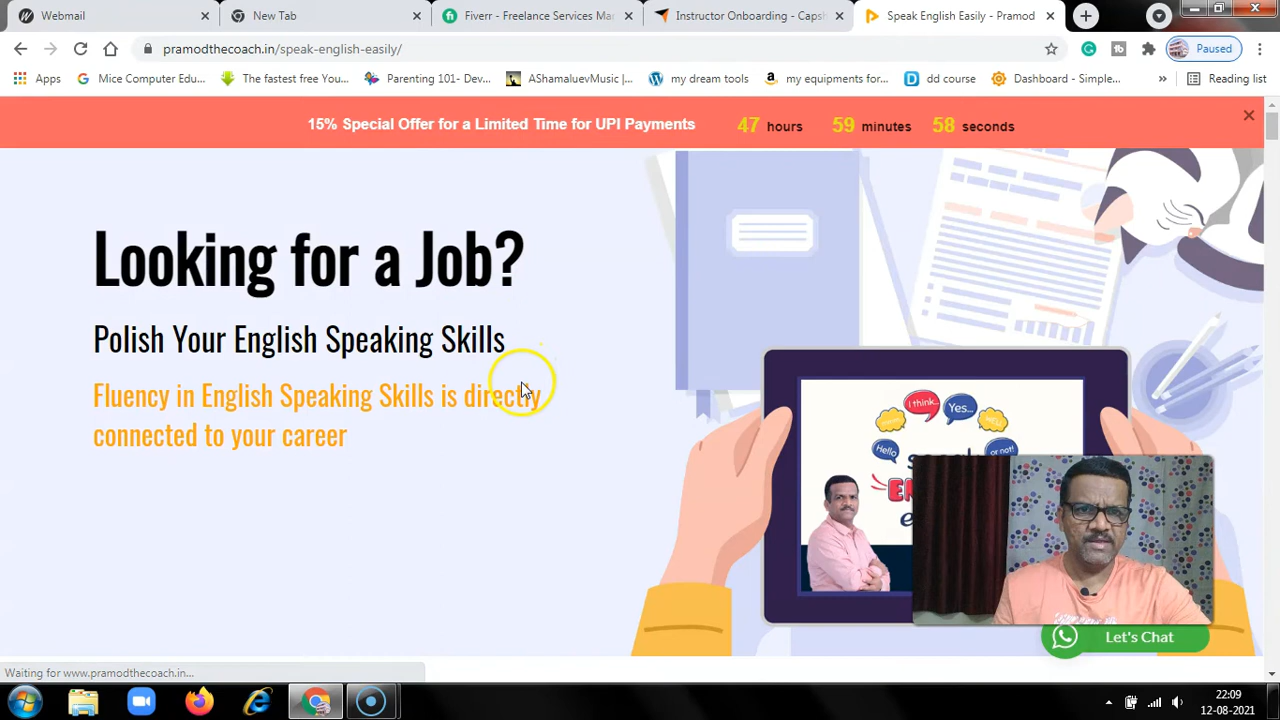 Webmail
New Tab
Fiverr - Freelance Services Mar
Instructor Onboarding - Capsh
Speak English Easily - Pramod
pramodthecoach.in/speak-english-easily/
Paused
Apps
Mice Computer Edu...
The fastest free You...
Parenting 101- Dev...
AShamaluevMusic |...
my dream tools
my equipments for...
dd course
Dashboard - Simple...
»
Reading list
15% Special Offer for a Limited Time for UPI Payments
47 hours 59 minutes 58 seconds
Looking for a Job?
Polish Your English Speaking Skills
Fluency in English Speaking Skills is directly
connected to your career
I think...
Yes...
Hello
or not!
Let's Chat
Waiting for www.pramodthecoach.in...
22:09
12-08-2021